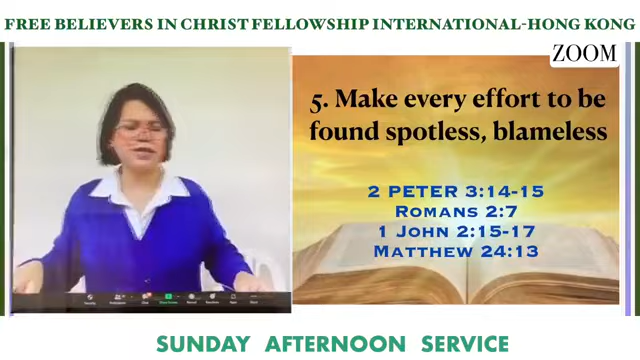 FREE BELIEVERS IN CHRIST FELLOWSHIP INTERNATIONAL-HONG KONG
ZOOM
5. Make every effort to be
found spotless, blameless
2 PETER 3:14-15
ROMANS 2:7
1 JOHN 2:15-17
MATTHEW 24:13
SUNDAY AFTERNOON SERVICE